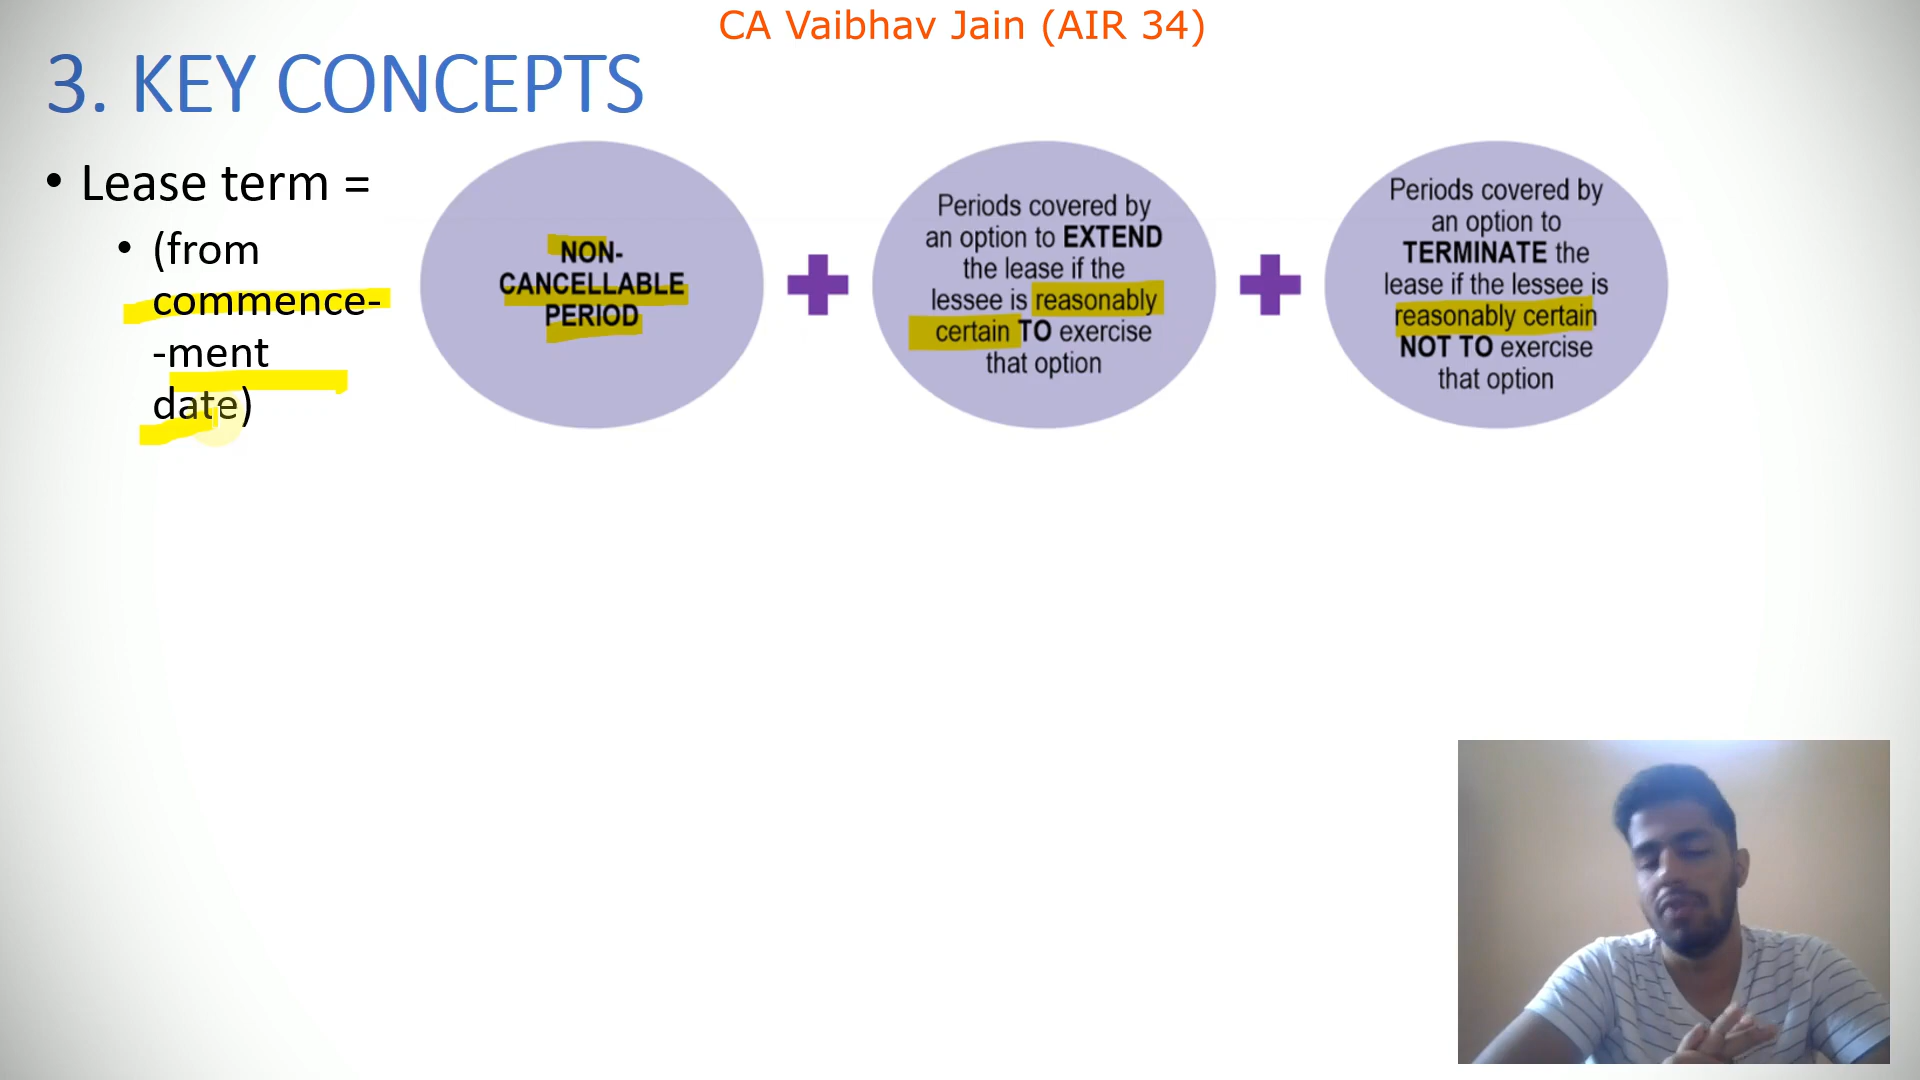 CA Vaibhav Jain (AIR 34)
3. KEY CONCEPTS
• Lease term =
• (from
commence-
-ment
date)
NON-
CANCELLABLE
PERIOD
Periods covered by
an option to EXTEND
the lease if the
lessee is reasonably
certain TO exercise
that option
Periods covered by
an option to
TERMINATE the
lease if the lessee is
reasonably certain
NOT TO exercise
that option